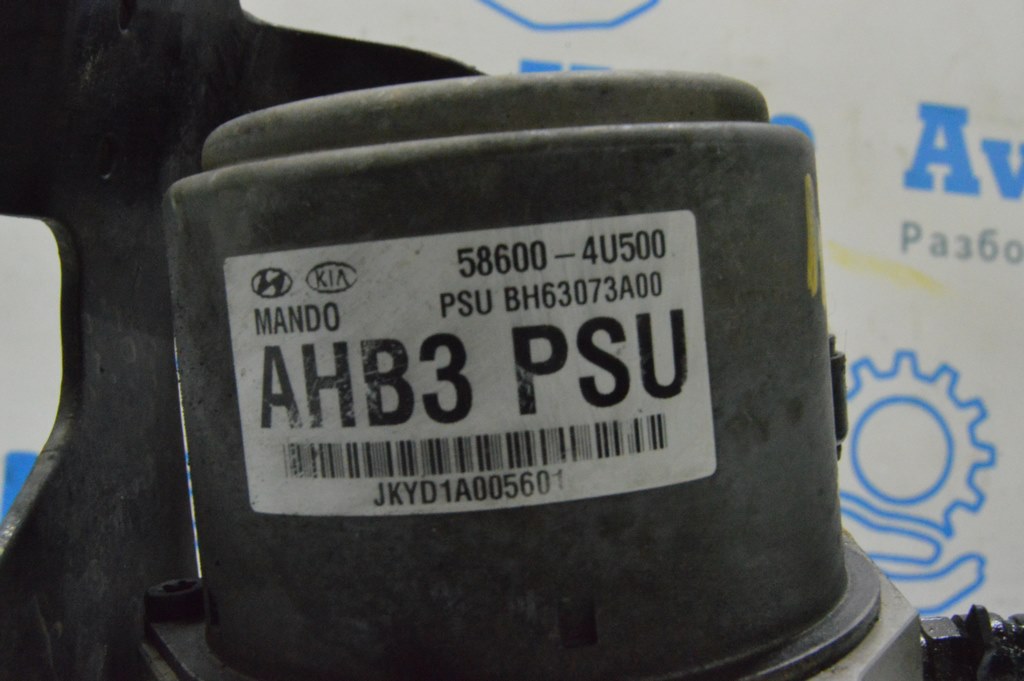 58600-4U500
KIA
PSU BH63073A00
MANDO
AHB3 PSU
JKYD1A005601
Av
Разбо